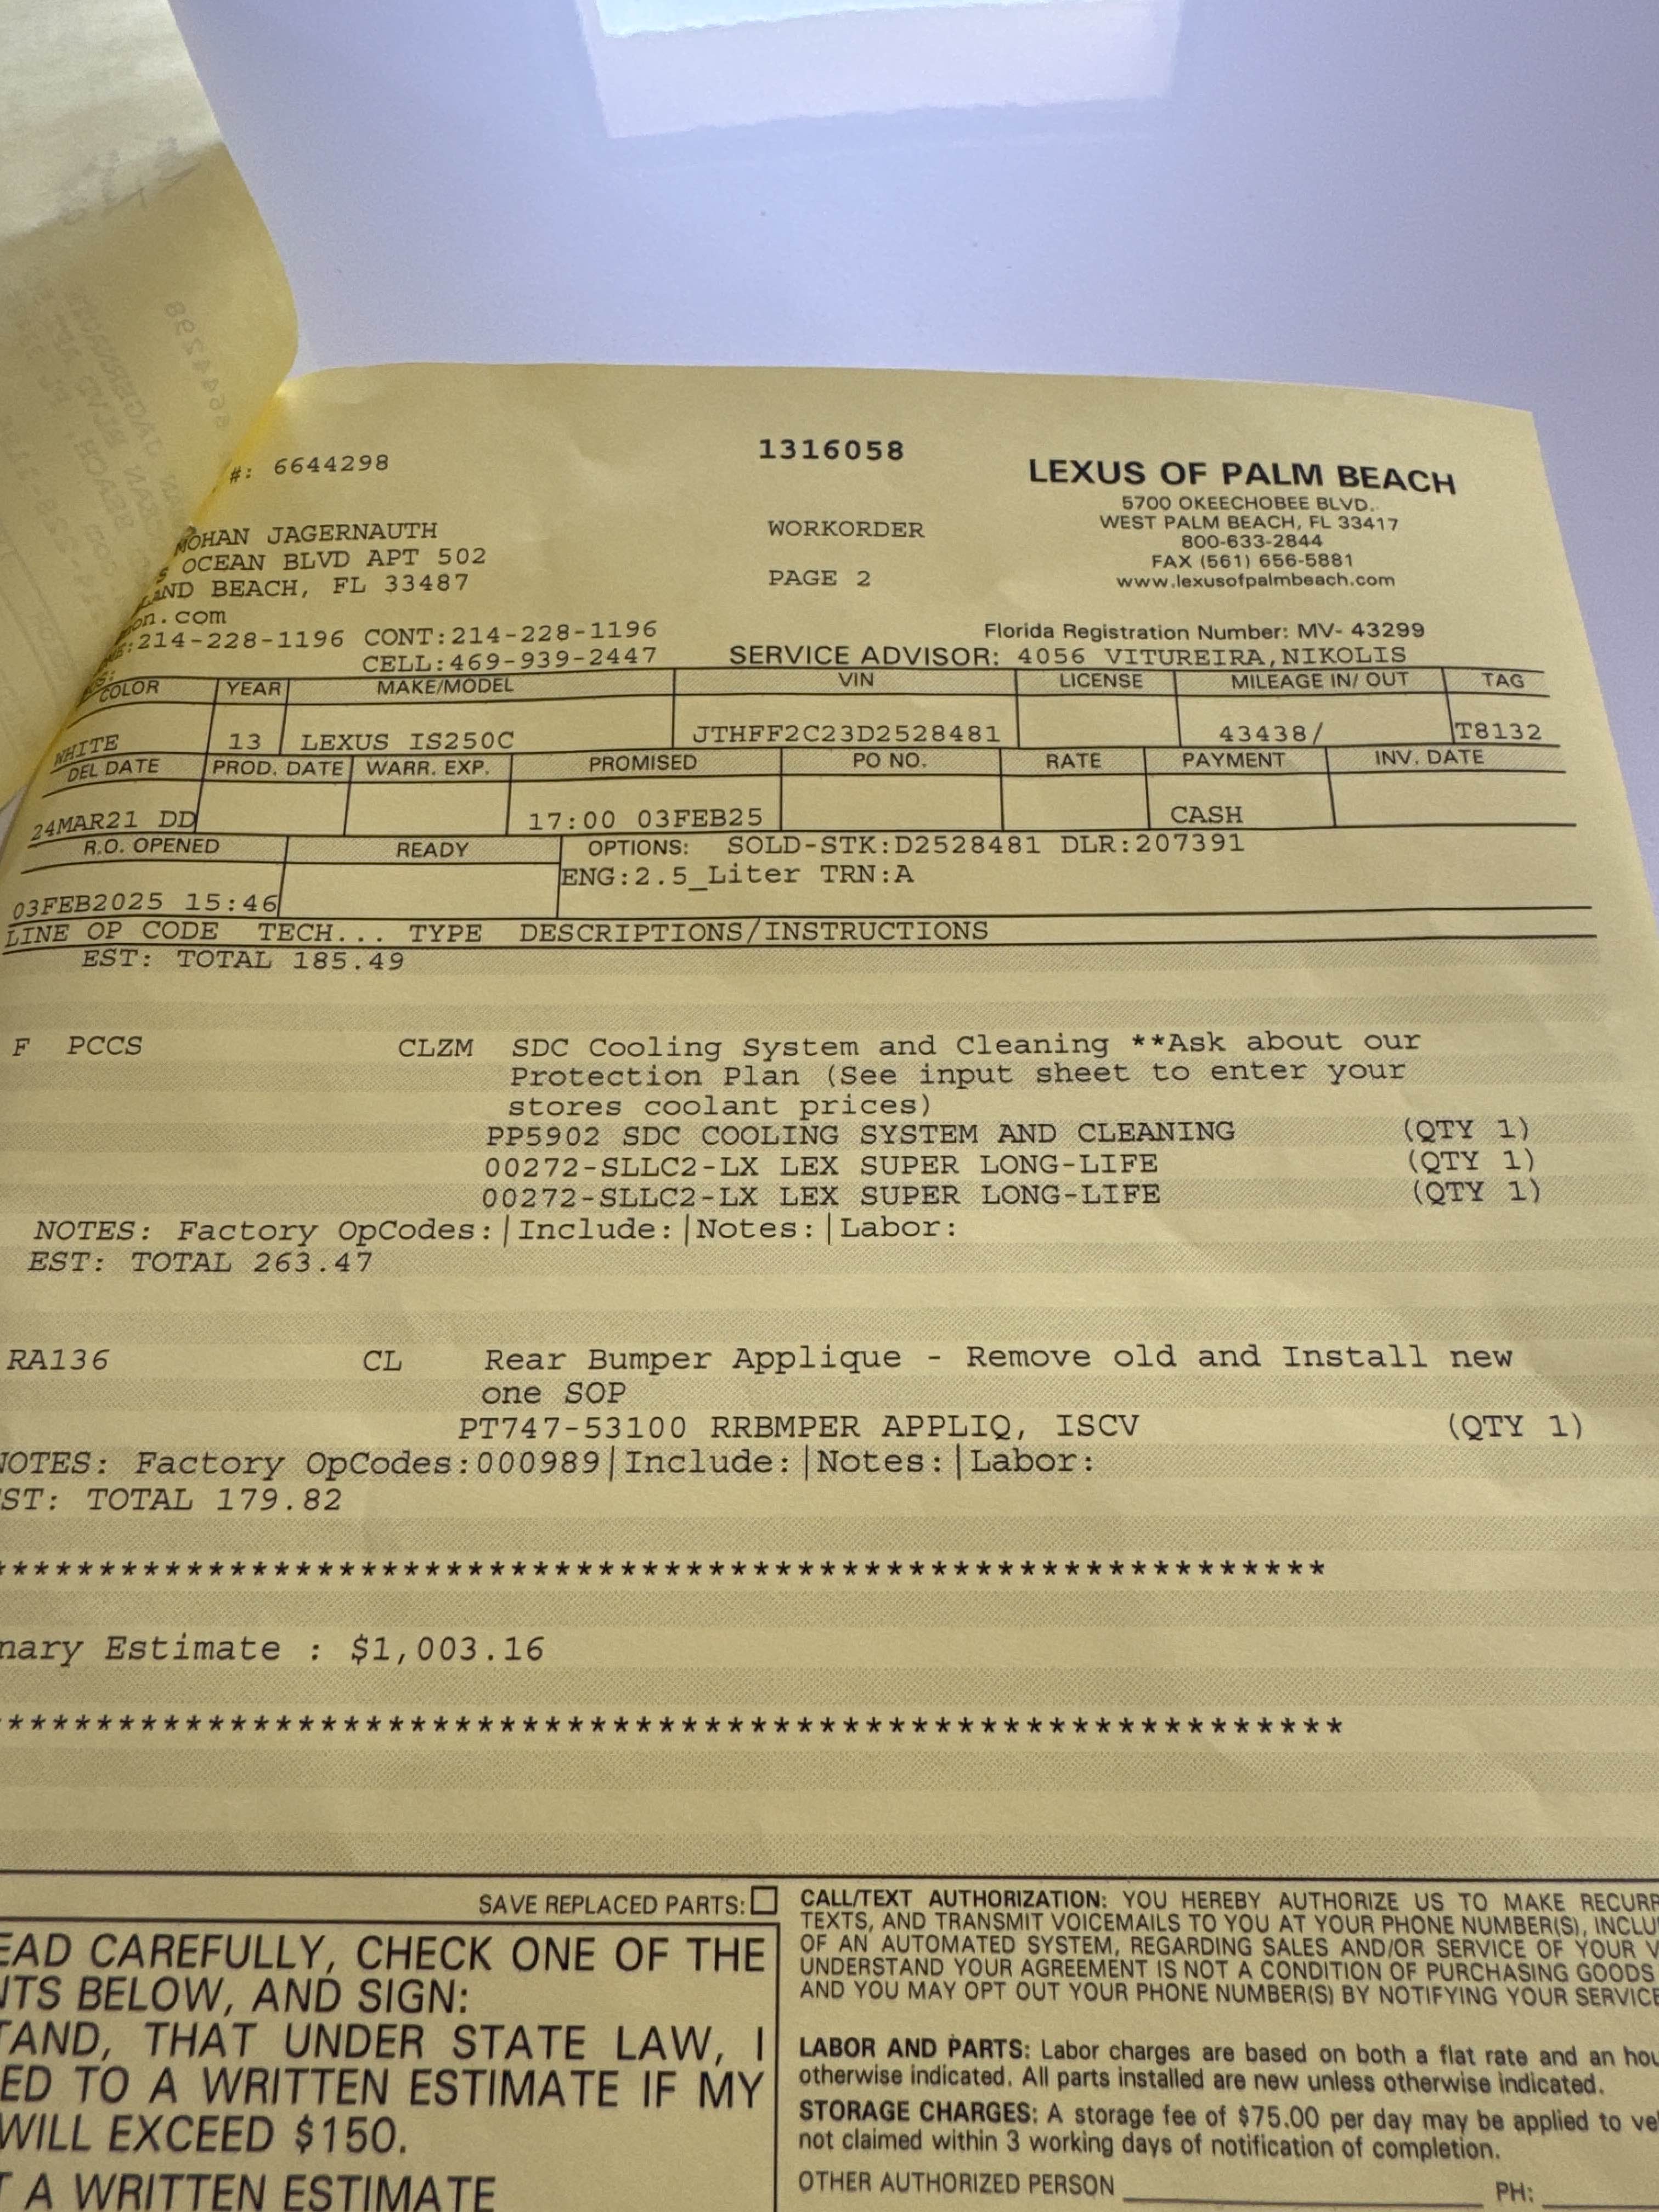 #: 6644298
1316058
LEXUS OF PALM BEACH
5700 OKEECHOBEE BLVD.
WEST PALM BEACH, FL 33417
800-633-2844
FAX (561) 656-5881
www.lexusofpalmbeach.com
MOHAN JAGERNAUTH
WORKORDER
S OCEAN BLVD APT 502
LAND BEACH, FL 33487
PAGE 2
on.com
:214-228-1196 CONT:214-228-1196
CELL:469-939-2447
Florida Registration Number: MV- 43299
SERVICE ADVISOR: 4056 VITUREIRA,NIKOLIS
COLOR YEAR MAKE/MODEL VIN LICENSE MILEAGE IN/ OUT TAG
WHITE 13 LEXUS IS250C JTHFF2C23D2528481 43438/ T8132
DEL DATE PROD. DATE WARR. EXP. PROMISED PO NO. RATE PAYMENT INV. DATE
24MAR21 DD 17:00 03FEB25 CASH
R.O. OPENED READY OPTIONS: SOLD-STK:D2528481 DLR:207391
ENG:2.5_Liter TRN:A
03FEB2025 15:46
LINE OP CODE TECH... TYPE DESCRIPTIONS/INSTRUCTIONS
EST: TOTAL 185.49
F PCCS CLZM SDC Cooling System and Cleaning **Ask about our
Protection Plan (See input sheet to enter your
stores coolant prices)
PP5902 SDC COOLING SYSTEM AND CLEANING (QTY 1)
00272-SLLC2-LX LEX SUPER LONG-LIFE (QTY 1)
00272-SLLC2-LX LEX SUPER LONG-LIFE (QTY 1)
NOTES: Factory OpCodes:|Include:|Notes:|Labor:
EST: TOTAL 263.47
RA136 CL Rear Bumper Applique - Remove old and Install new
one SOP
PT747-53100 RRBMPER APPLIQ, ISCV (QTY 1)
NOTES: Factory OpCodes:000989|Include:|Notes:|Labor:
ST: TOTAL 179.82
************************************************************
nary Estimate : $1,003.16
************************************************************
SAVE REPLACED PARTS:
EAD CAREFULLY, CHECK ONE OF THE
NTS BELOW, AND SIGN:
TAND, THAT UNDER STATE LAW, I
ED TO A WRITTEN ESTIMATE IF MY
WILL EXCEED $150.
T A WRITTEN ESTIMATE
CALL/TEXT AUTHORIZATION: YOU HEREBY AUTHORIZE US TO MAKE RECURR
TEXTS, AND TRANSMIT VOICEMAILS TO YOU AT YOUR PHONE NUMBER(S), INCLU
OF AN AUTOMATED SYSTEM, REGARDING SALES AND/OR SERVICE OF YOUR V
UNDERSTAND YOUR AGREEMENT IS NOT A CONDITION OF PURCHASING GOODS
AND YOU MAY OPT OUT YOUR PHONE NUMBER(S) BY NOTIFYING YOUR SERVICE
LABOR AND PARTS: Labor charges are based on both a flat rate and an hou
otherwise indicated. All parts installed are new unless otherwise indicated.
STORAGE CHARGES: A storage fee of $75.00 per day may be applied to ve
not claimed within 3 working days of notification of completion.
OTHER AUTHORIZED PERSON PH: